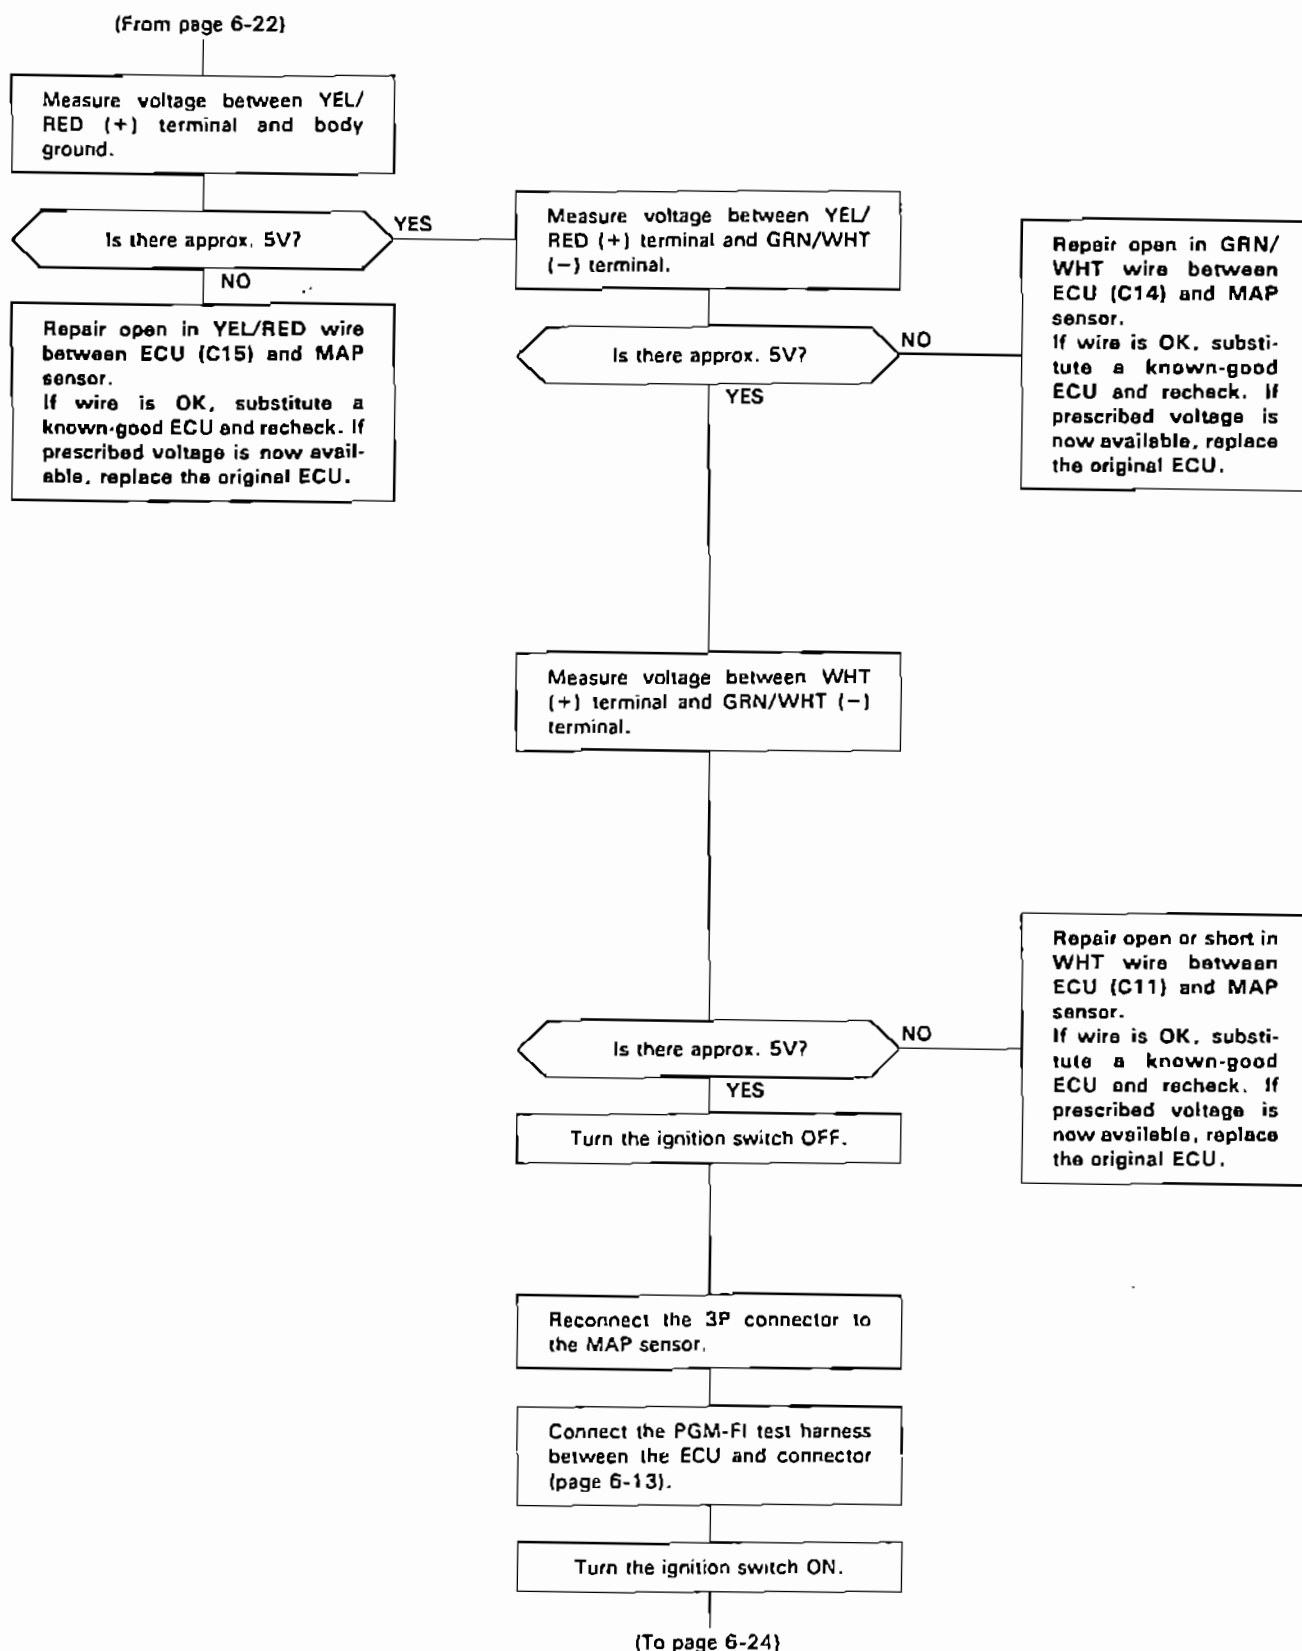 (From page 6-22)
Measure voltage between YEL/
RED (+) terminal and body
ground.
Is there approx. 5V?
YES
NO
Repair open in YEL/RED wire
between ECU (C15) and MAP
sensor.
If wire is OK, substitute a
known-good ECU and recheck. If
prescribed voltage is now avail-
able, replace the original ECU.
Measure voltage between YEL/
RED (+) terminal and GRN/WHT
(−) terminal.
Is there approx. 5V?
NO
YES
Repair open in GRN/
WHT wire between
ECU (C14) and MAP
sensor.
If wire is OK, substi-
tute a known-good
ECU and recheck. If
prescribed voltage is
now available, replace
the original ECU.
Measure voltage between WHT
(+) terminal and GRN/WHT (−)
terminal.
Is there approx. 5V?
NO
YES
Repair open or short in
WHT wire between
ECU (C11) and MAP
sensor.
If wire is OK, substi-
tute a known-good
ECU and recheck. If
prescribed voltage is
now available, replace
the original ECU.
Turn the ignition switch OFF.
Reconnect the 3P connector to
the MAP sensor.
Connect the PGM-FI test harness
between the ECU and connector
(page 6-13).
Turn the ignition switch ON.
(To page 6-24)